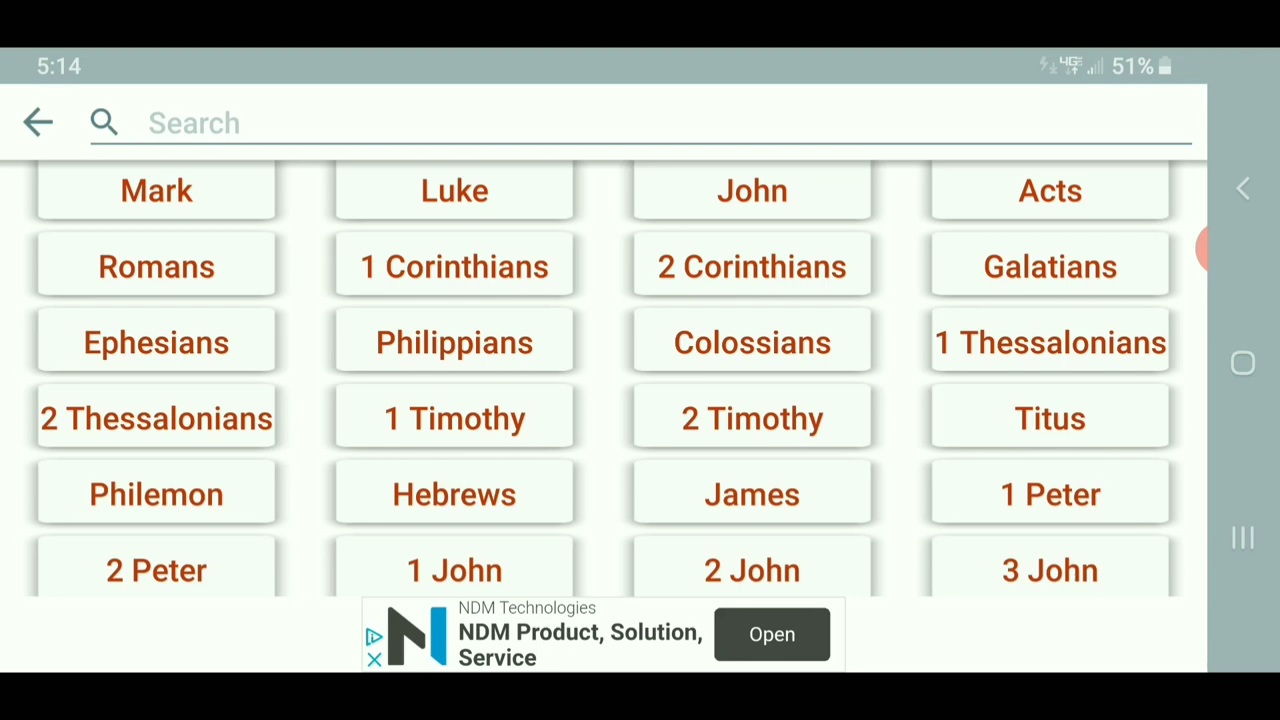 5:14
4GE 51%
Search
Mark Luke John Acts
Romans 1 Corinthians 2 Corinthians Galatians
Ephesians Philippians Colossians 1 Thessalonians
2 Thessalonians 1 Timothy 2 Timothy Titus
Philemon Hebrews James 1 Peter
2 Peter 1 John 2 John 3 John
NDM Technologies
NDM Product, Solution,
Service
Open